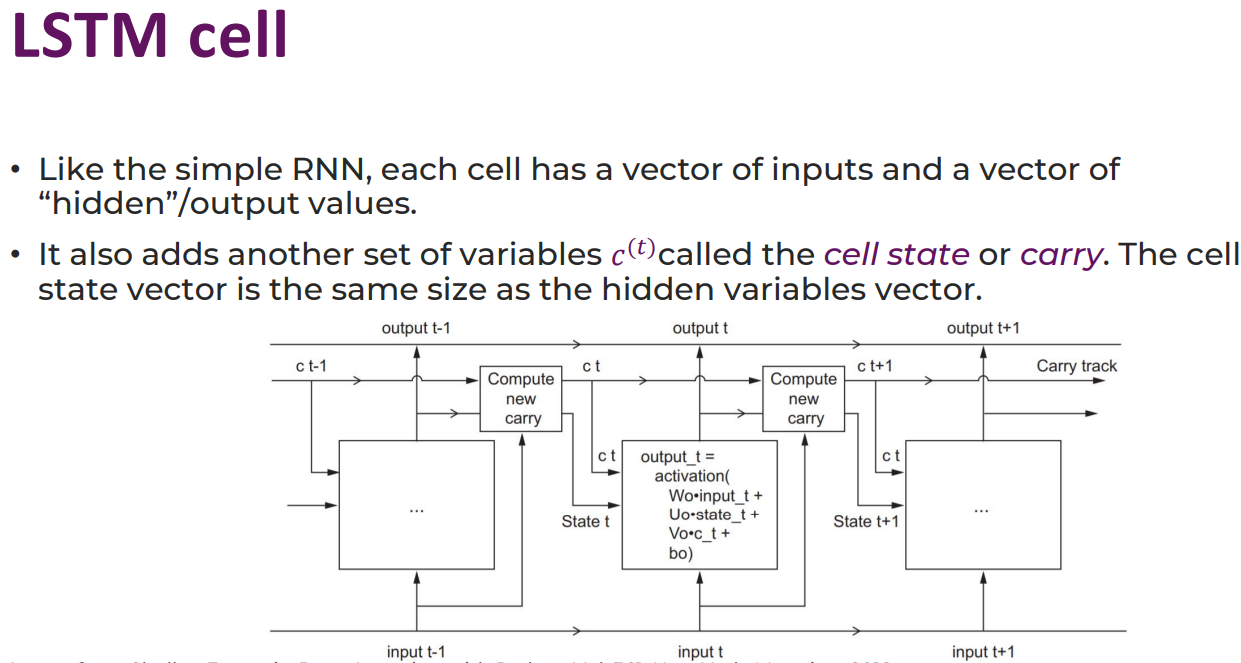 LSTM cell
• Like the simple RNN, each cell has a vector of inputs and a vector of
“hidden”/output values.
• It also adds another set of variables c^(t) called the cell state or carry. The cell
state vector is the same size as the hidden variables vector.
output t-1
output t
output t+1
c t-1
Compute
new
carry
c t
Compute
new
carry
c t+1
Carry track
...
c t
State t
output_t =
activation(
Wo•input_t +
Uo•state_t +
Vo•c_t +
bo)
c t
State t+1
...
input t-1
input t
input t+1